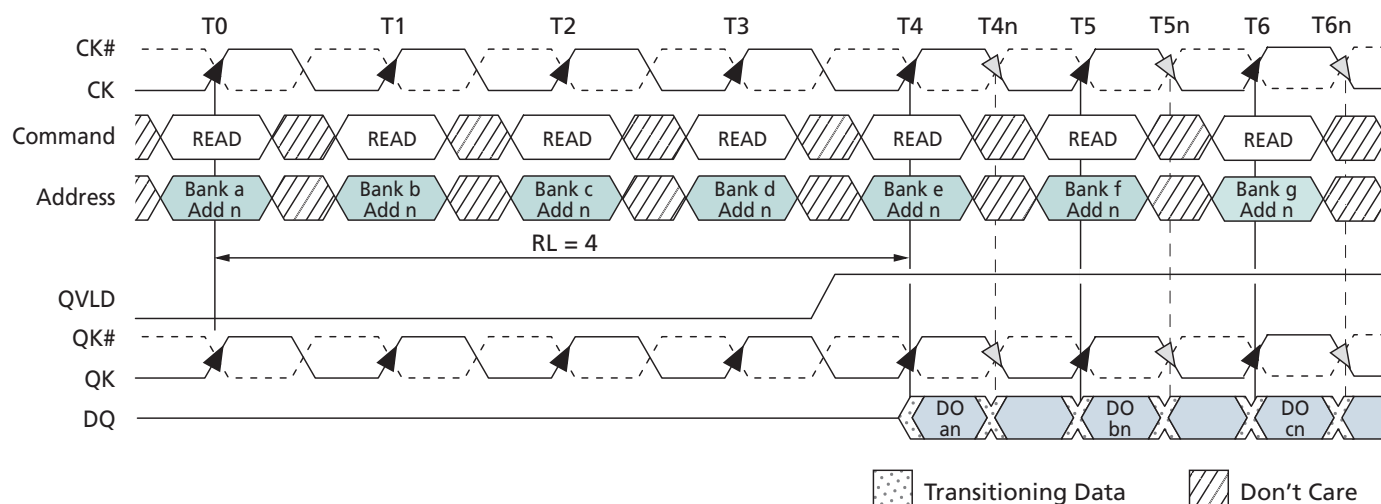 T0 T1 T2 T3 T4 T4n T5 T5n T6 T6n
CK#
CK
Command READ READ READ READ READ READ READ
Address Bank a Bank b Bank c Bank d Bank e Bank f Bank g
Add n Add n Add n Add n Add n Add n Add n
RL = 4
QVLD
QK#
QK
DQ DO DO DO
an bn cn
Transitioning Data Don't Care